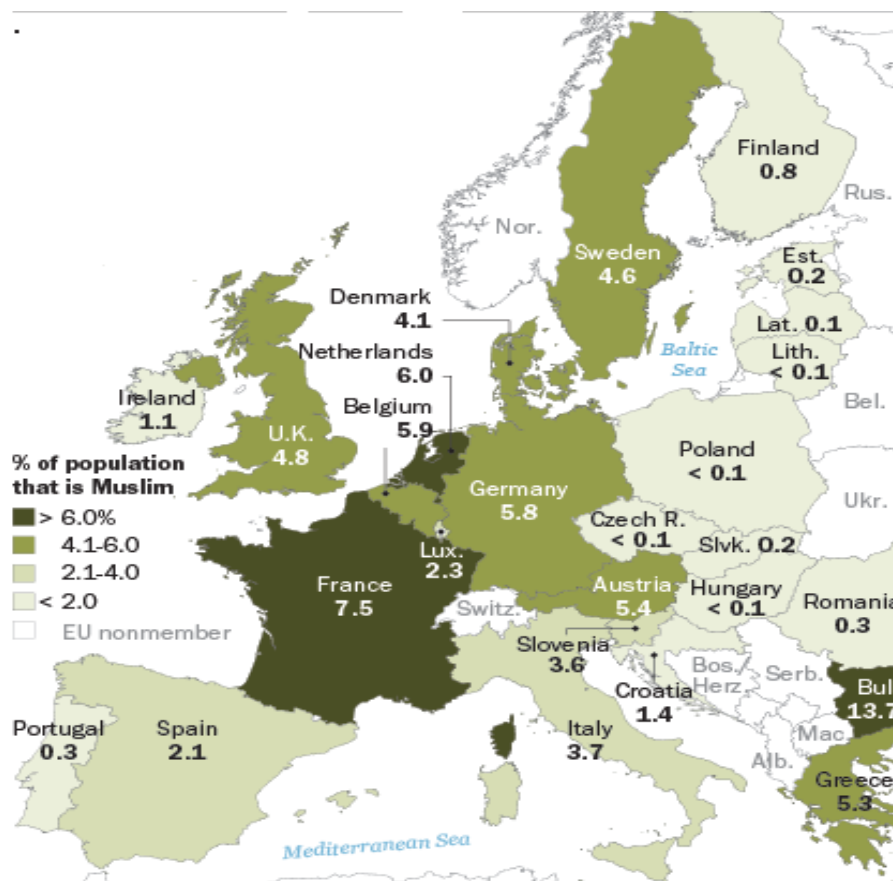 .
Finland
0.8
Rus.
Nor.
Sweden
4.6
Est.
0.2
Denmark
4.1
Lat. 0.1
Netherlands
6.0
Baltic
Sea
Lith.
< 0.1
Ireland
1.1
Belgium
5.9
Bel.
U.K.
4.8
Poland
< 0.1
% of population
that is Muslim
> 6.0%
4.1-6.0
2.1-4.0
< 2.0
EU nonmember
Germany
5.8
Ukr.
Czech R.
< 0.1
Slvk. 0.2
Lux.
2.3
France
7.5
Austria
5.4
Hungary
< 0.1
Romania
0.3
Switz.
Slovenia
3.6
Bos./
Herz
Serb.
Croatia
1.4
Bul
13.7
Portugal
0.3
Spain
2.1
Italy
3.7
Mac.
Alb.
Greece
5.3
Mediterranean Sea